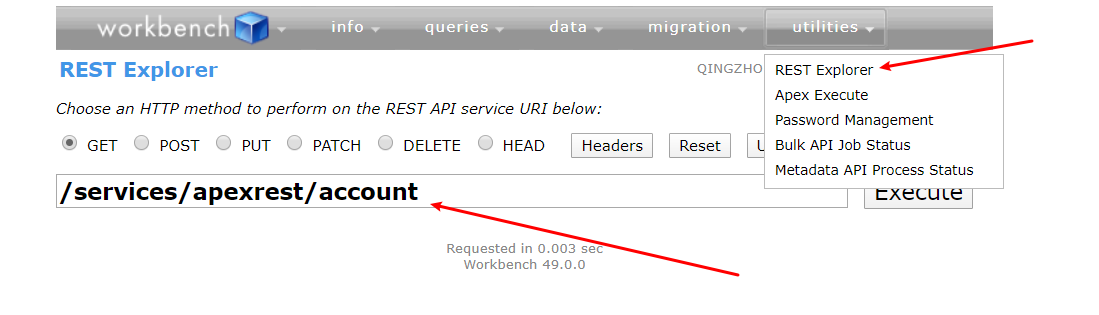 workbench info queries data migration utilities
REST Explorer
QINGZHO
REST Explorer
Apex Execute
Password Management
Bulk API Job Status
Metadata API Process Status
Choose an HTTP method to perform on the REST API service URI below:
GET POST PUT PATCH DELETE HEAD Headers Reset U
/services/apexrest/account
Execute
Requested in 0.003 sec
Workbench 49.0.0